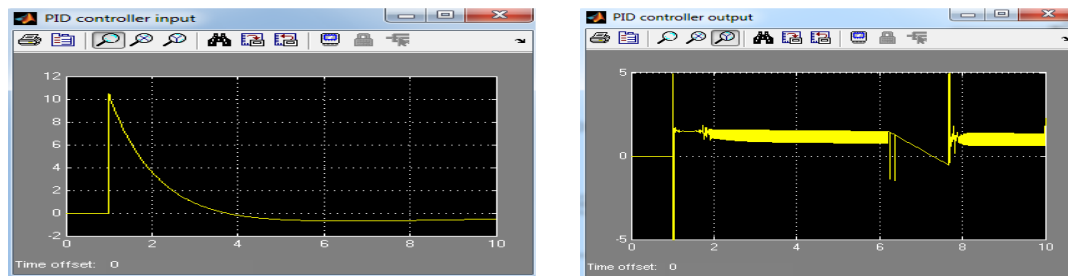 PID controller input
12
10
8
6
4
2
0
-2
0 2 4 6 8 10
Time offset: 0
PID controller output
5
0
-5
0 2 4 6 8 10
Time offset: 0